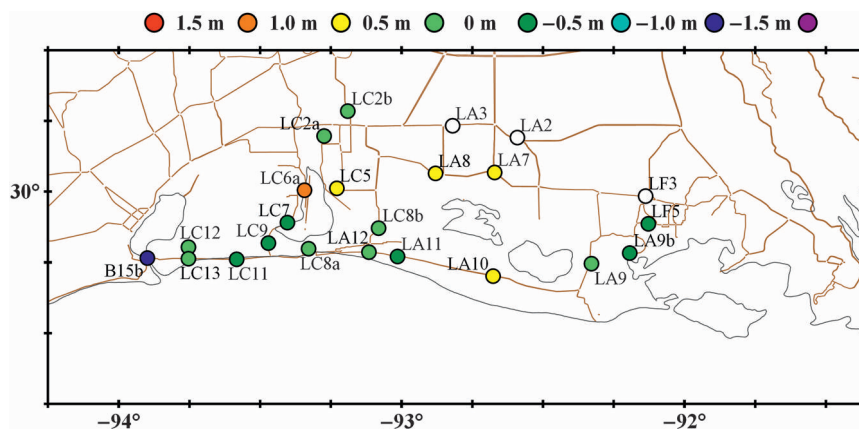 1.5 m 1.0 m 0.5 m 0 m −0.5 m −1.0 m −1.5 m
LC2b
LC2a
LA3
LA2
LC6a
LC5
LA8
LA7
30°
LF3
LC7
LC8b
LF5
LC12
LC9
LA12
LA11
LA9b
B15b
LC13
LC11
LC8a
LA10
LA9
−94° −93° −92°